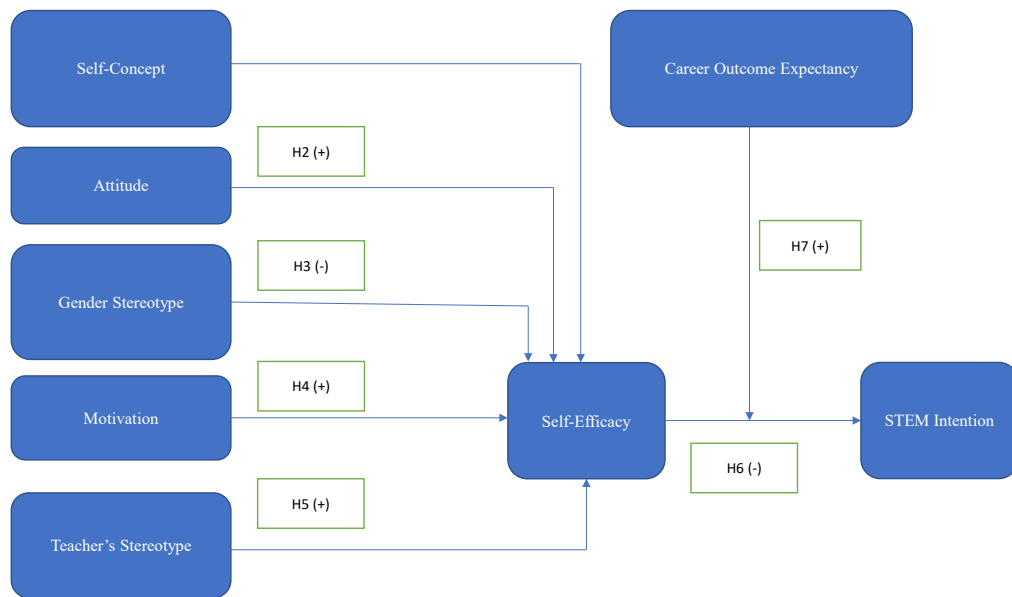 Self-Concept
Career Outcome Expectancy
H2 (+)
Attitude
H3 (-)
H7 (+)
Gender Stereotype
H4 (+)
Motivation
Self-Efficacy
STEM Intention
H6 (-)
H5 (+)
Teacher’s Stereotype